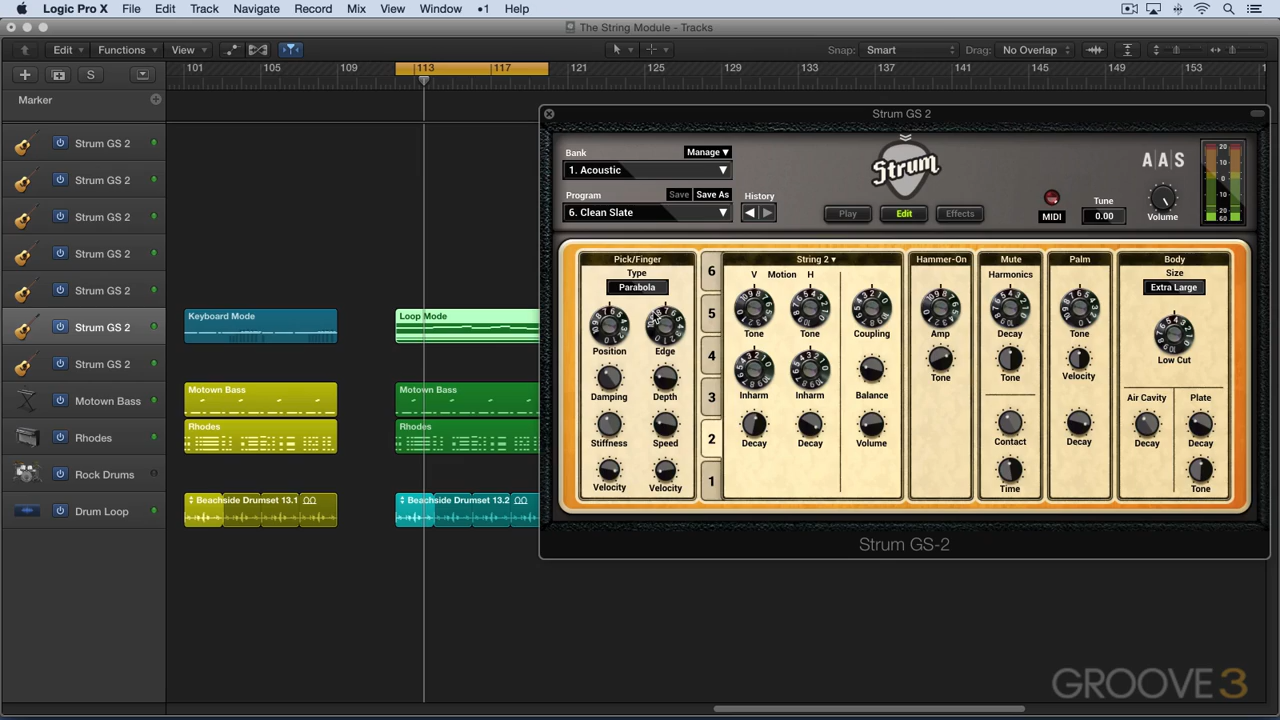 Logic Pro X File Edit Track Navigate Record Mix View Window •1 Help
The String Module - Tracks
Edit Functions View Snap: Smart Drag: No Overlap
S 101 105 109 113 117 121 125 129 133 137 141 145 149 153
Marker
Strum GS 2
Strum GS 2
Strum GS 2
Strum GS 2
Strum GS 2
Strum GS 2
Strum GS 2
Motown Bass
Rhodes
Rock Drums
Drum Loop
Keyboard Mode Loop Mode
Motown Bass Motown Bass
Rhodes Rhodes
Beachside Drumset 13.1 Beachside Drumset 13.2
Strum GS 2
Bank Manage
1. Acoustic
Program Save Save As History
6. Clean Slate
Strum
Play Edit Effects
MIDI
Tune
0.00
AAS
Volume
20
10
0
10
20
60
Pick/Finger
Type
Parabola
Position Edge
Damping Depth
Stiffness Speed
Velocity Velocity
6
5
4
3
2
1
String 2
V Motion H
Tone Tone Coupling
Inharm Inharm Balance
Decay Decay Volume
Hammer-On
Amp
Tone
Mute
Harmonics
Decay
Tone
Contact
Time
Palm
Tone
Velocity
Decay
Body
Size
Extra Large
Low Cut
Air Cavity Plate
Decay Decay
Tone
Strum GS-2
GROOVE3